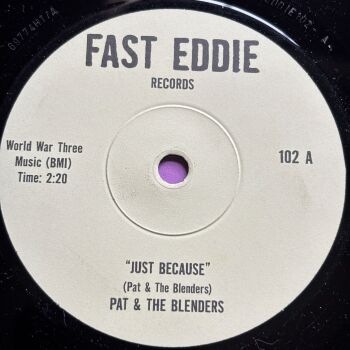 FAST EDDIE
RECORDS
World War Three
Music (BMI)
Time: 2:20
102 A
"JUST BECAUSE"
(Pat & The Blenders)
PAT & THE BLENDERS